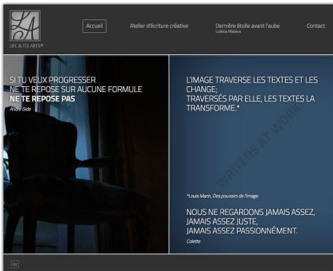 LA
LIFE & ITS ARTS®
Accueil
Atelier d'écriture créative
Dernière étoile avant l'aube
Contact
SI TU VEUX PROGRESSER
NE TE REPOSE SUR AUCUNE FORMULE
NE TE REPOSE PAS
André Gide
L'IMAGE TRAVERSE LES TEXTES ET LES
CHANGE;
TRAVERSÉS PAR ELLE, LES TEXTES LA
TRANSFORME.*
WRITERS AT WORK
*Louis Marin, Des pouvoirs de l'image
NOUS NE REGARDONS JAMAIS ASSEZ,
JAMAIS ASSEZ JUSTE,
JAMAIS ASSEZ PASSIONNÉMENT.
Colette